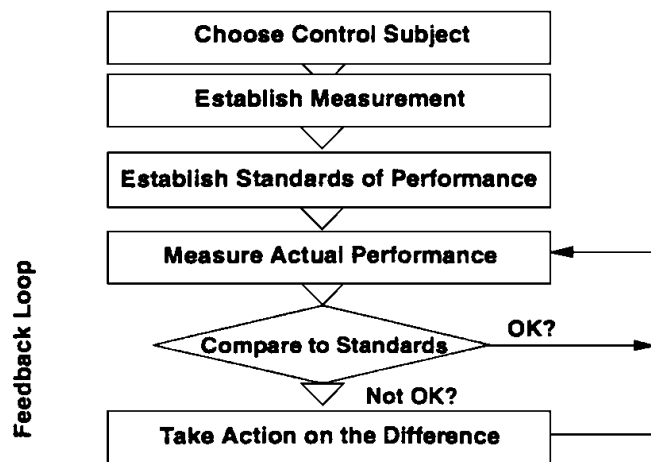 Choose Control Subject
Establish Measurement
Establish Standards of Performance
Measure Actual Performance
Compare to Standards
OK?
Not OK?
Take Action on the Difference
Feedback Loop